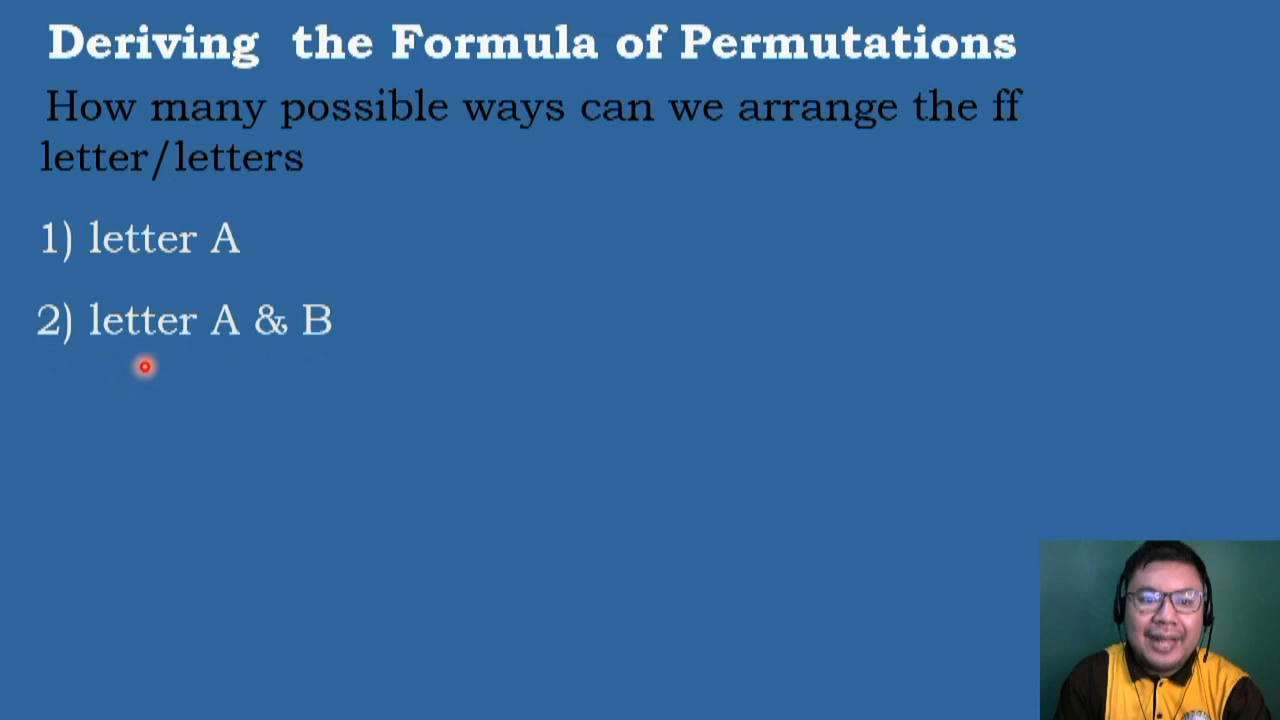 Deriving the Formula of Permutations
How many possible ways can we arrange the ff
letter/letters
1) letter A
2) letter A & B